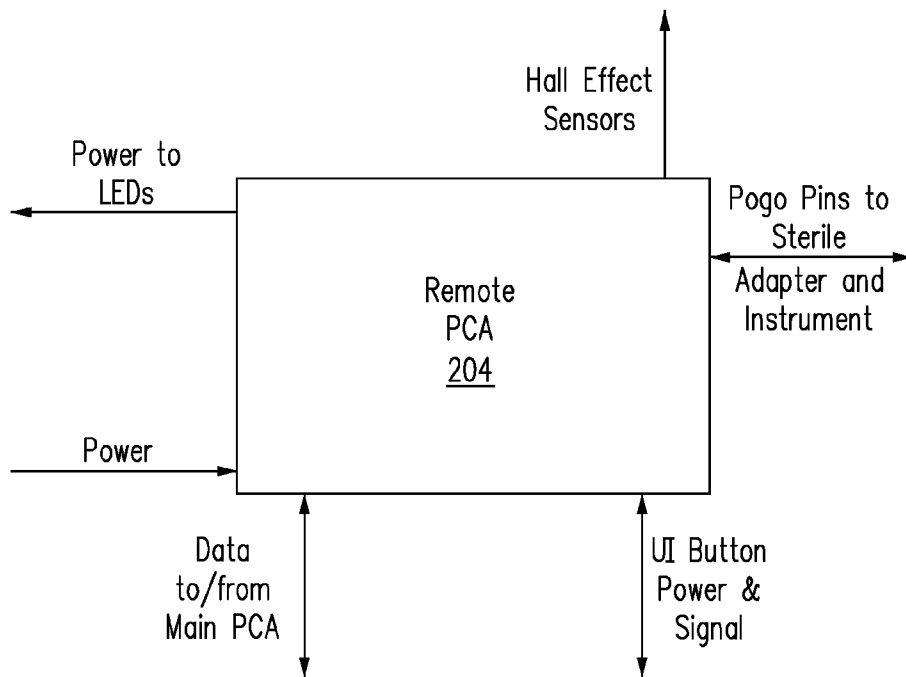 Hall Effect
Sensors
Power to
LEDs
Pogo Pins to
Sterile
Adapter and
Instrument
Remote
PCA
204
Power
Data
to/from
Main PCA
UI Button
Power &
Signal